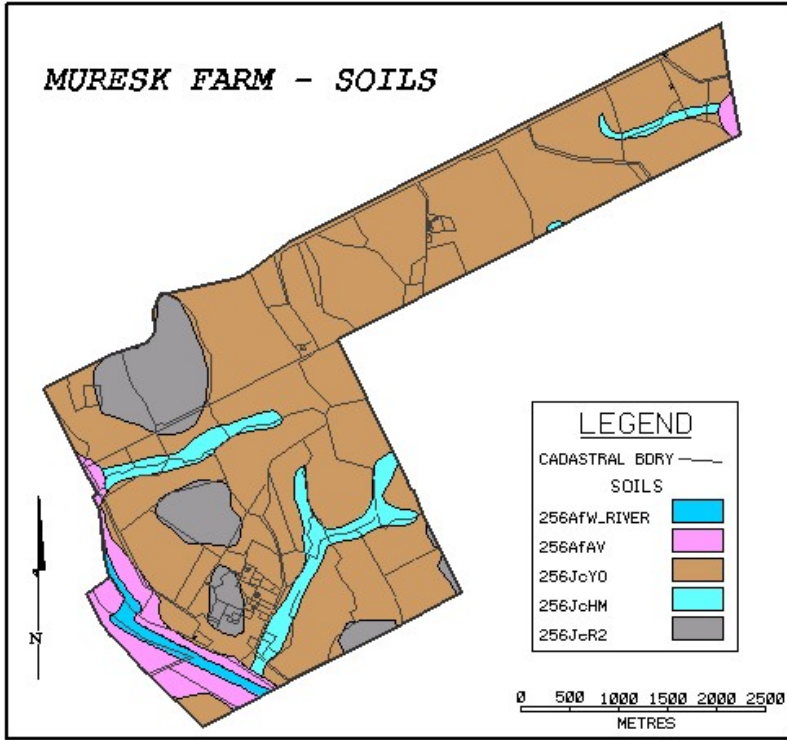 MURESK FARM - SOILS
LEGEND
CADASTRAL BDRY
SOILS
256AfW_RIVER
256AfAV
256JcYO
256JcHM
256JcR2
N
0 500 1000 1500 2000 2500
METRES